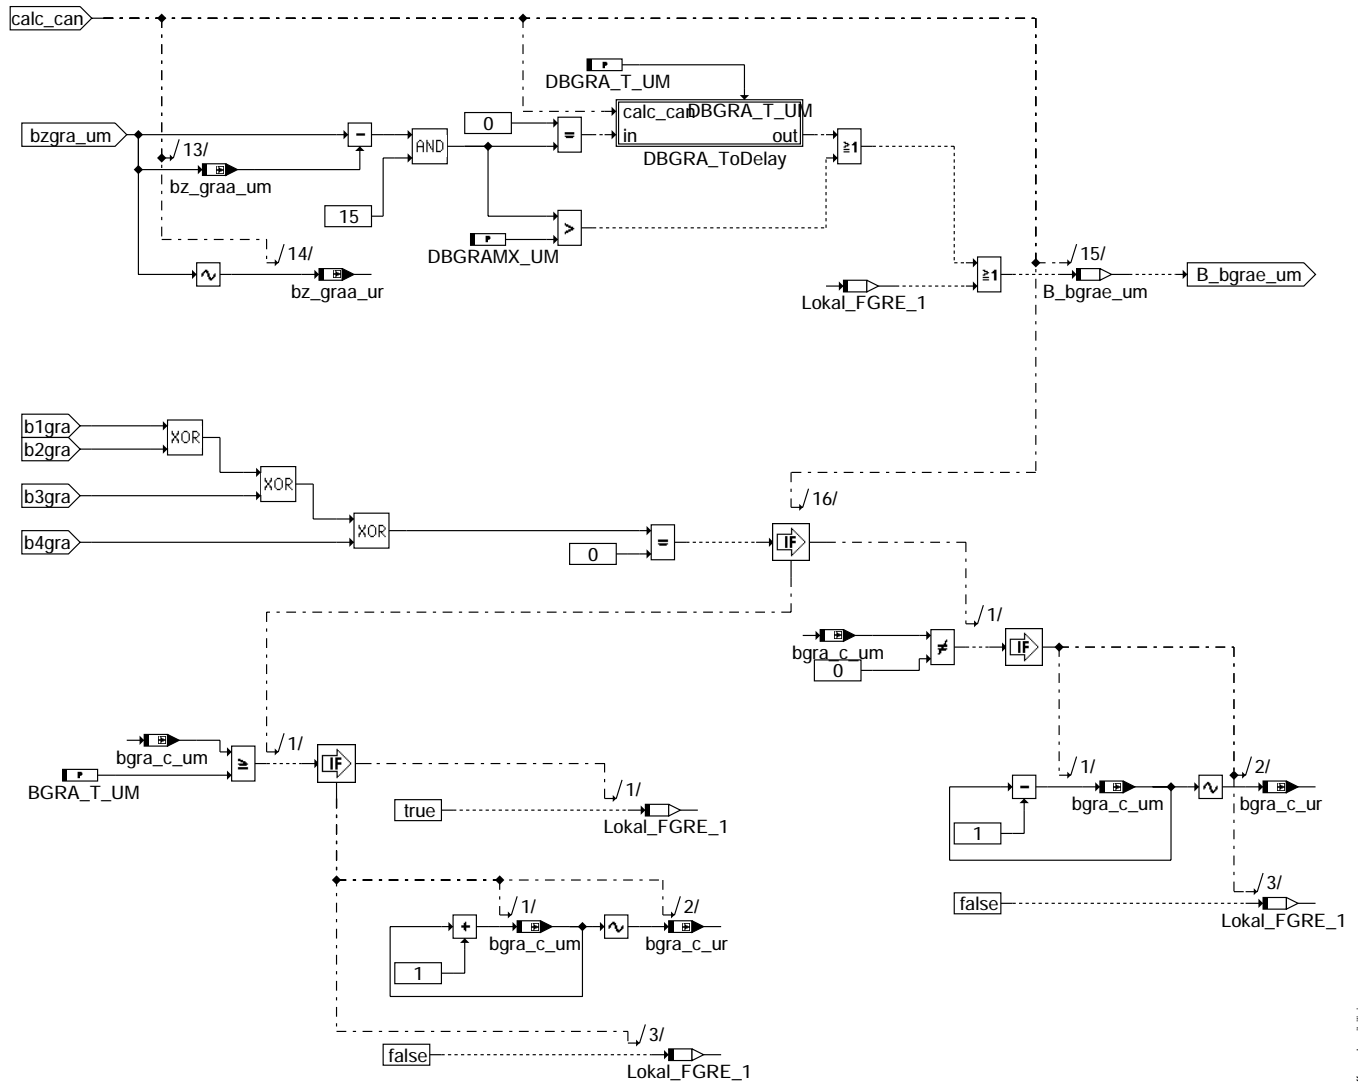 calc_can
DBGRA_T_UM
calc_can
DBGRA_T_UM
in
out
DBGRA_ToDelay
0
=
bzgra_um
-
AND
≥1
/13/
bz_graa_um
15
>
DBGRAMX_UM
/14/
bz_graa_ur
≥1
/15/
Lokal_FGRE_1
B_bgrae_um
B_bgrae_um
b1gra
b2gra
XOR
b3gra
XOR
/16/
b4gra
XOR
=
0
IF
/1/
bgra_c_um
0
≠
IF
/1/
bgra_c_um
BGRA_T_UM
≥
IF
/1/
true
Lokal_FGRE_1
/1/
/2/
-
bgra_c_um
bgra_c_ur
1
/3/
false
Lokal_FGRE_1
/1/
/2/
+
bgra_c_um
bgra_c_ur
1
/3/
false
Lokal_FGRE_1